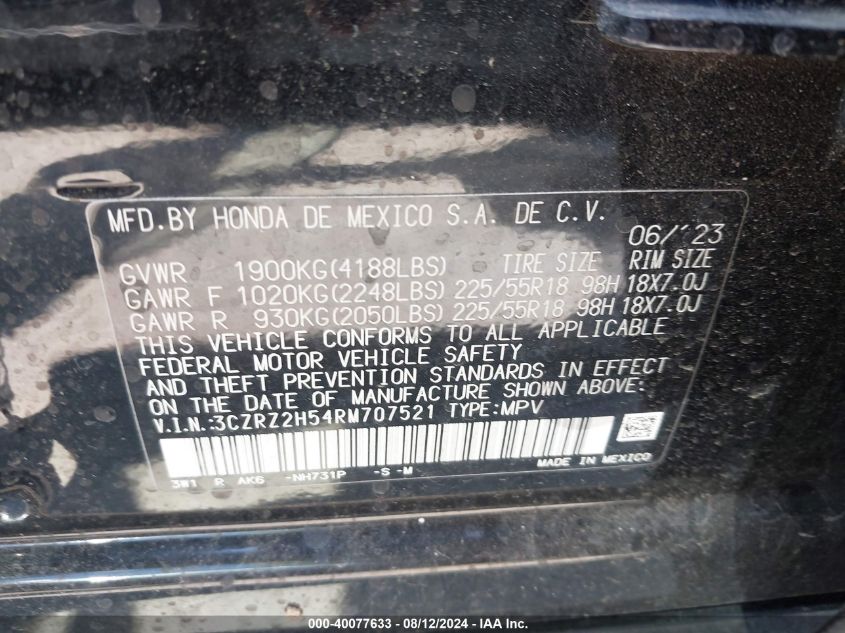 MFD.BY HONDA DE MEXICO S.A. DE C.V. 06/'23
GVWR 1900KG(4188LBS) TIRE SIZE RIM SIZE
GAWR F 1020KG(2248LBS) 225/55R18 98H 18X7.0J
GAWR R 930KG(2050LBS) 225/55R18 98H 18X7.0J
THIS VEHICLE CONFORMS TO ALL APPLICABLE
FEDERAL MOTOR VEHICLE SAFETY
AND THEFT PREVENTION STANDARDS IN EFFECT
ON THE DATE OF MANUFACTURE SHOWN ABOVE.
V.I.N.:3CZRZ2H54RM707521 TYPE:MPV
3W1 R AK6 -NH731P -S -M MADE IN MEXICO
000-40077633 - 08/12/2024 - IAA Inc.